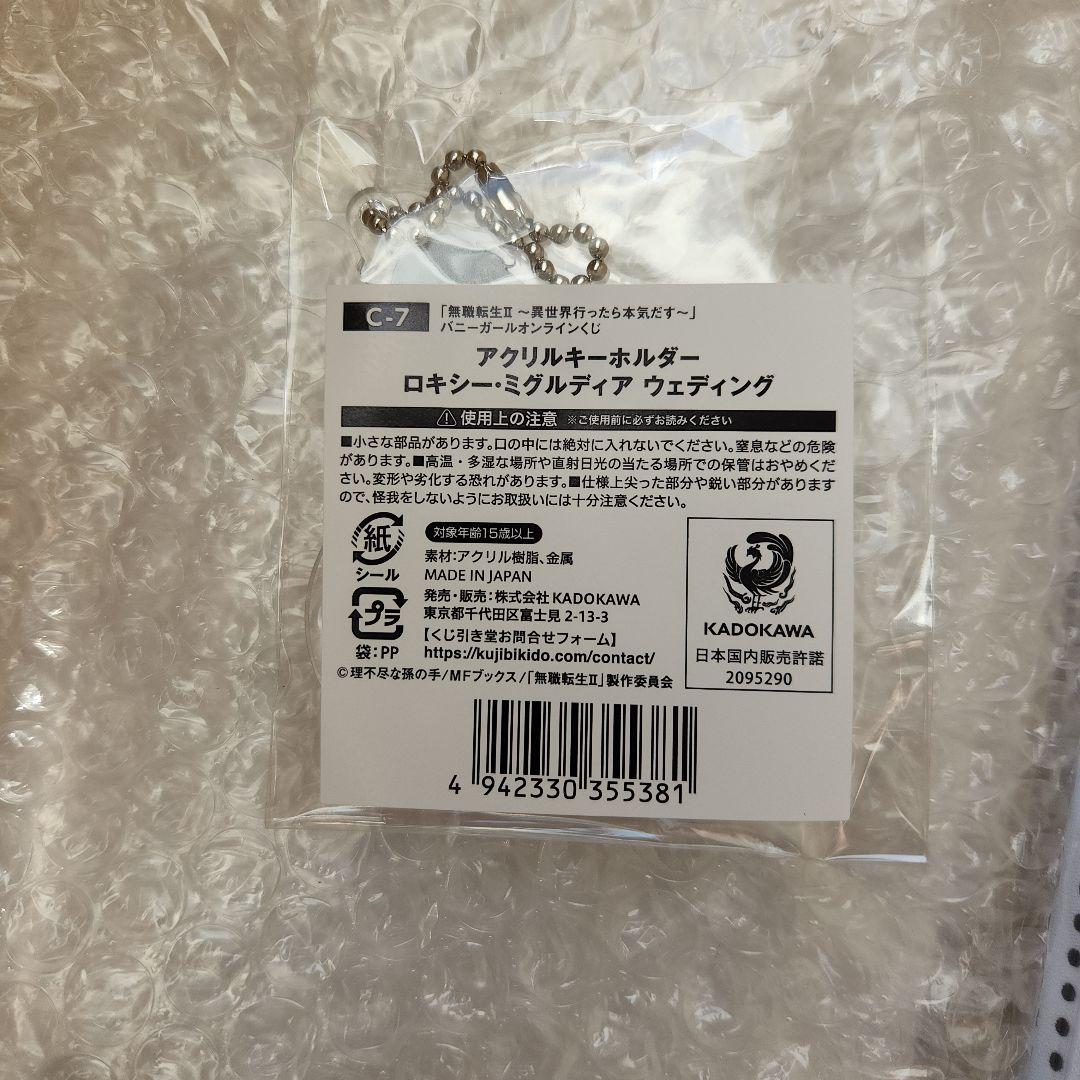 C-7
「無職転生Ⅱ ～異世界行ったら本気だす～」
バニーガールオンラインくじ
アクリルキーホルダー
ロキシー・ミグルディア ウェディング
⚠使用上の注意 ※ご使用前に必ずお読みください
■小さな部品があります。口の中には絶対に入れないでください。窒息などの危険
があります。■高温・多湿な場所や直射日光の当たる場所での保管はおやめくだ
さい。変形や劣化する恐れがあります。■仕様上尖った部分や鋭い部分があります
ので、怪我をしないようにお取扱いには十分注意ください。
紙
シール
プラ
袋：PP
対象年齢15歳以上
素材：アクリル樹脂、金属
MADE IN JAPAN
発売・販売：株式会社 KADOKAWA
東京都千代田区富士見 2-13-3
【くじ引き堂お問合せフォーム】
https://kujibikido.com/contact/
©理不尽な孫の手/MFブックス/「無職転生Ⅱ」製作委員会
KADOKAWA
日本国内販売許諾
2095290
4 942330 355381